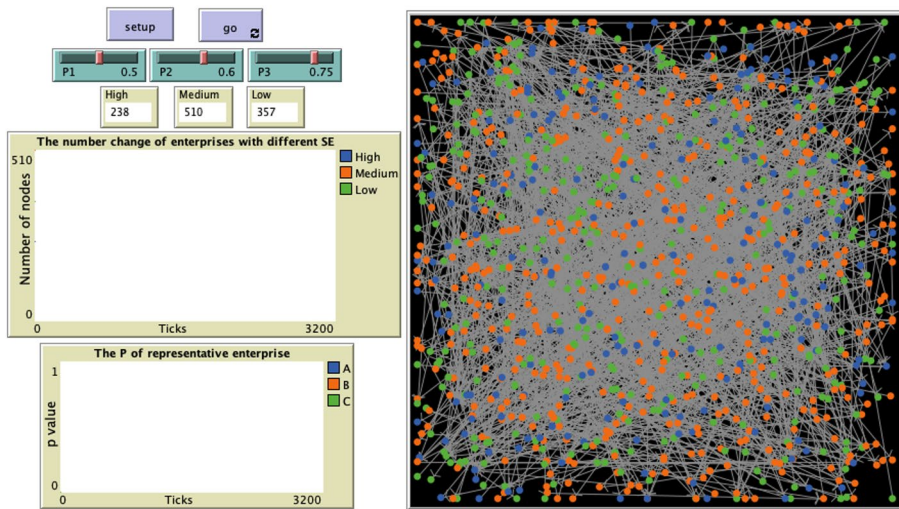 setup
go
P1 0.5
P2 0.6
P3 0.75
High
238
Medium
510
Low
357
The number change of enterprises with different SE
510
Number of nodes
0
0
Ticks
3200
High
Medium
Low
The P of representative enterprise
1
p value
0
0
Ticks
3200
A
B
C